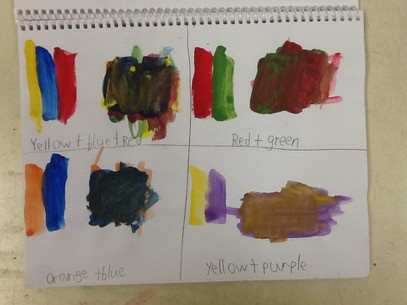 Yellow + blue + Red
Red + green
orange + blue
Yellow + purple